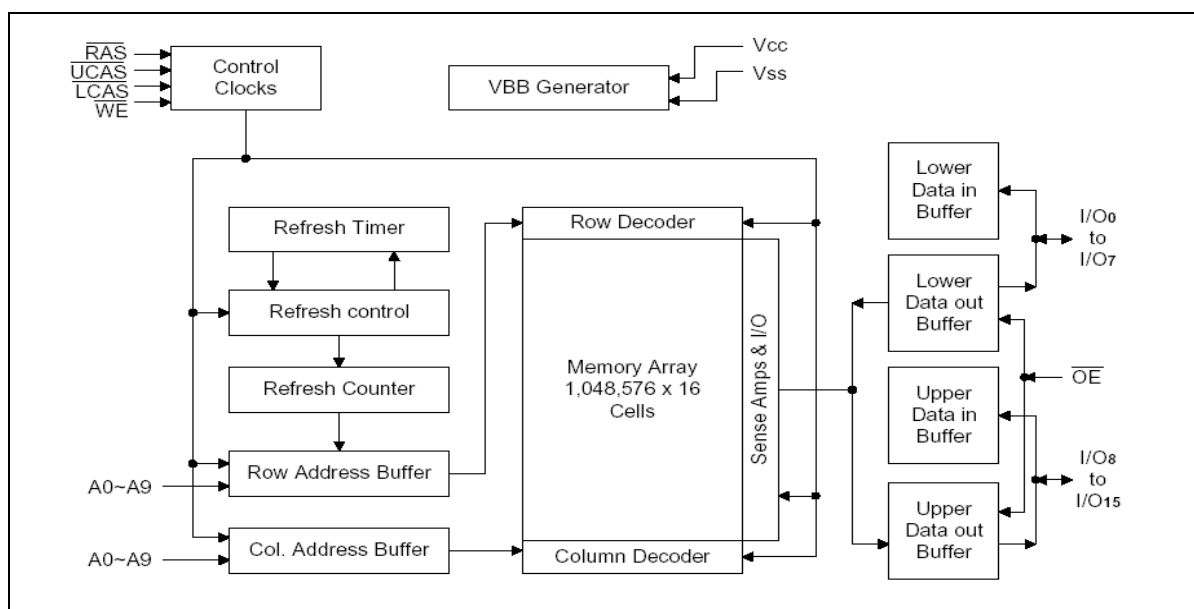 RAS
UCAS
LCAS
WE
Control
Clocks
VBB Generator
Vcc
Vss
Refresh Timer
Refresh control
Refresh Counter
Row Address Buffer
A0~A9
Col. Address Buffer
A0~A9
Row Decoder
Memory Array
1,048,576 x 16
Cells
Column Decoder
Sense Amps & I/O
Lower
Data in
Buffer
I/O0
to
I/O7
Lower
Data out
Buffer
OE
Upper
Data in
Buffer
I/O8
to
I/O15
Upper
Data out
Buffer